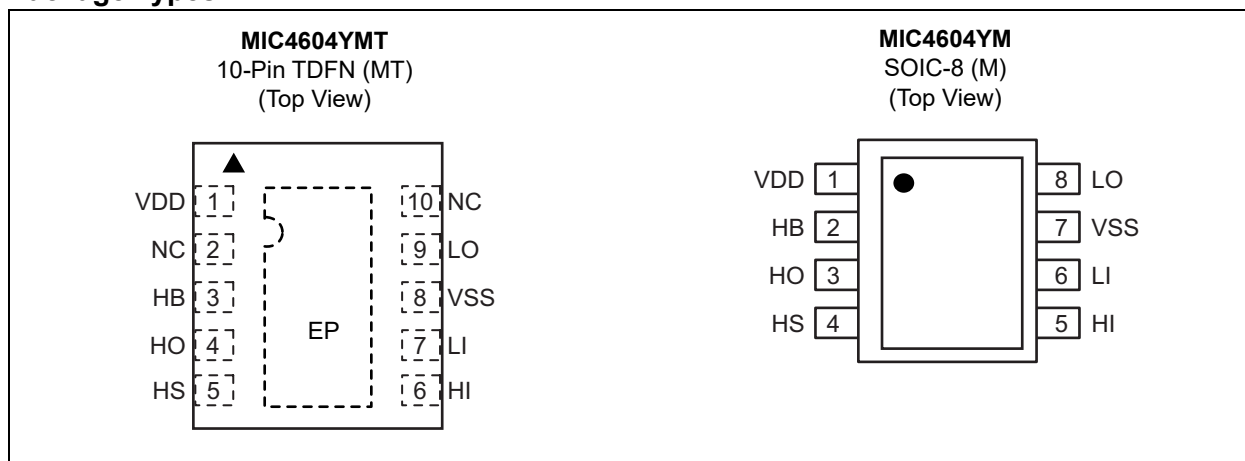 MIC4604YMT
10-Pin TDFN (MT)
(Top View)
VDD 1 10 NC
NC 2 9 LO
HB 3 8 VSS
EP
HO 4 7 LI
HS 5 6 HI
MIC4604YM
SOIC-8 (M)
(Top View)
VDD 1 8 LO
HB 2 7 VSS
HO 3 6 LI
HS 4 5 HI